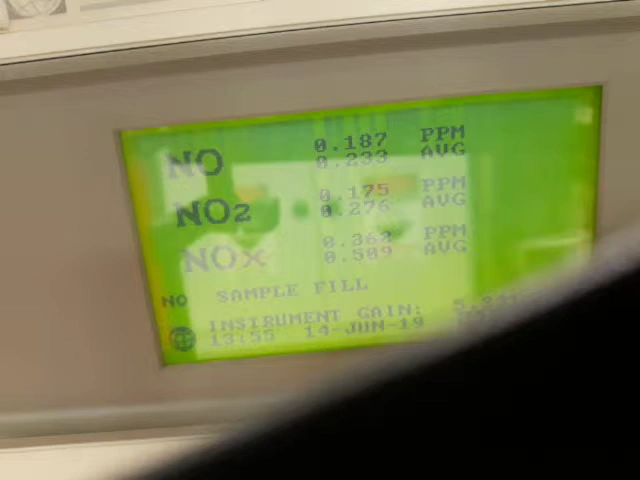 NO 0.187 PPM
0.233 AVG
NO2 0.175 PPM
0.276 AVG
NOx 0.362 PPM
0.509 AVG
NO SAMPLE FILL
INSTRUMENT GAIN:
13:55 14-JUN-19